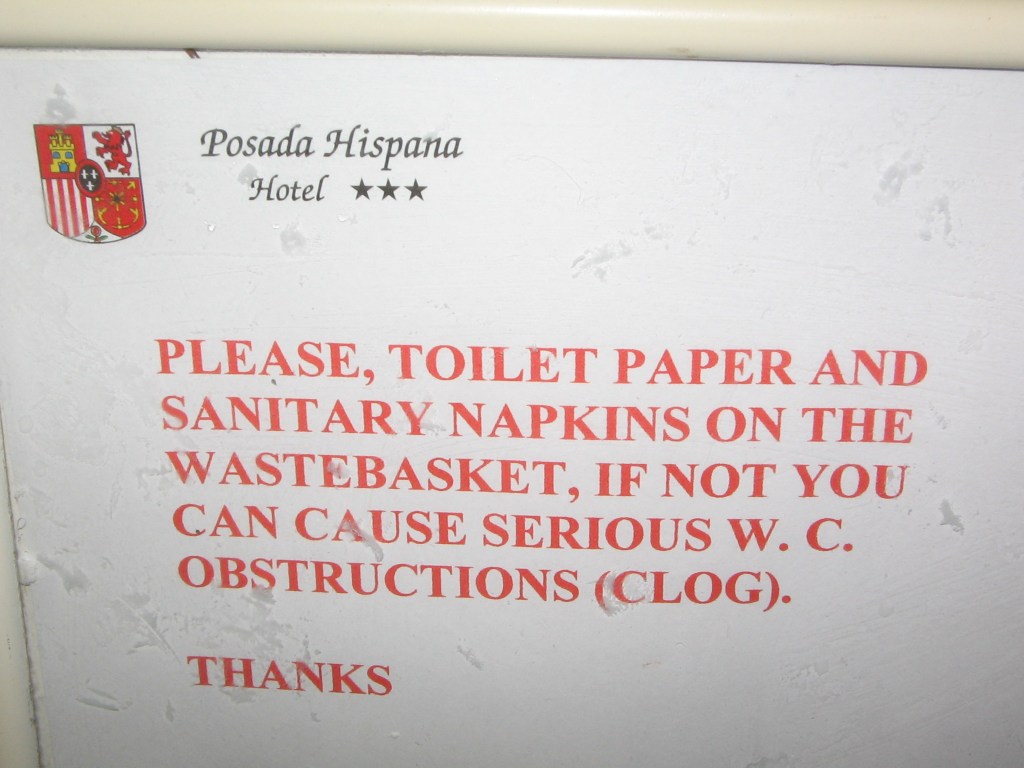 Posada Hispana
Hotel ★★★
PLEASE, TOILET PAPER AND
SANITARY NAPKINS ON THE
WASTEBASKET, IF NOT YOU
CAN CAUSE SERIOUS W. C.
OBSTRUCTIONS (CLOG).
THANKS